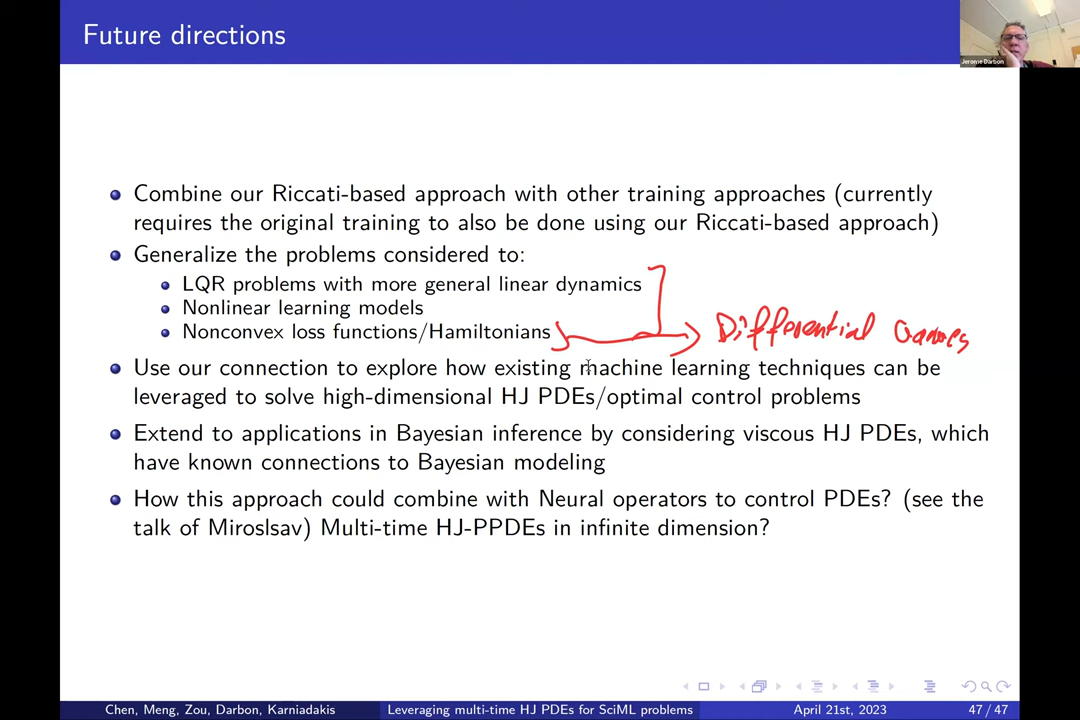 Future directions
Jerome Darbon
Combine our Riccati-based approach with other training approaches (currently
requires the original training to also be done using our Riccati-based approach)
Generalize the problems considered to:
LQR problems with more general linear dynamics
Nonlinear learning models
Nonconvex loss functions/Hamiltonians
Differential Games
Use our connection to explore how existing machine learning techniques can be
leveraged to solve high-dimensional HJ PDEs/optimal control problems
Extend to applications in Bayesian inference by considering viscous HJ PDEs, which
have known connections to Bayesian modeling
How this approach could combine with Neural operators to control PDEs? (see the
talk of Miroslsav) Multi-time HJ-PPDEs in infinite dimension?
Chen, Meng, Zou, Darbon, Karniadakis
Leveraging multi-time HJ PDEs for SciML problems
April 21st, 2023
47 / 47